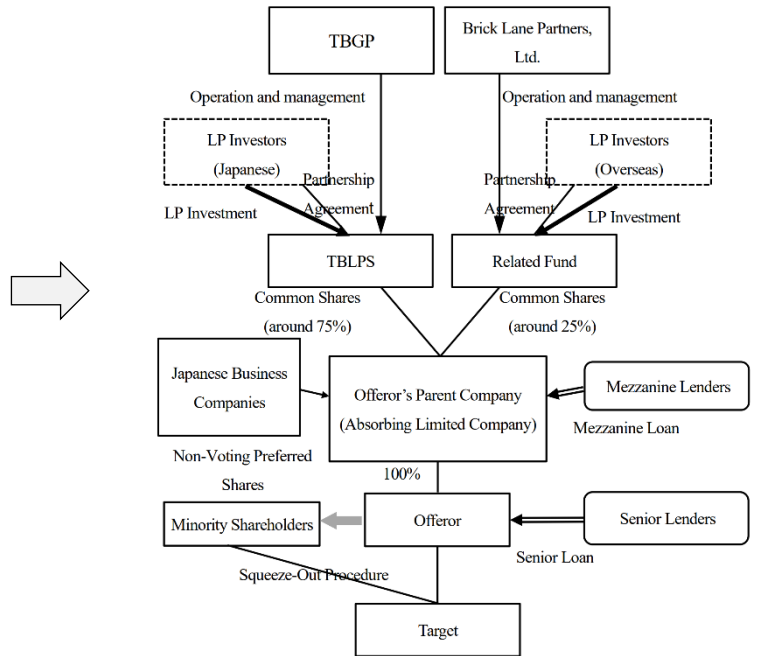 TBGP
Brick Lane Partners,
Ltd.
Operation and management
Operation and management
LP Investors
(Japanese)
LP Investors
(Overseas)
Partnership
Agreement
Partnership
Agreement
LP Investment
LP Investment
TBLPS
Related Fund
Common Shares
(around 75%)
Common Shares
(around 25%)
Japanese Business
Companies
Offeror's Parent Company
(Absorbing Limited Company)
Mezzanine Lenders
Mezzanine Loan
Non-Voting Preferred
Shares
100%
Minority Shareholders
Offeror
Senior Lenders
Senior Loan
Squeeze-Out Procedure
Target